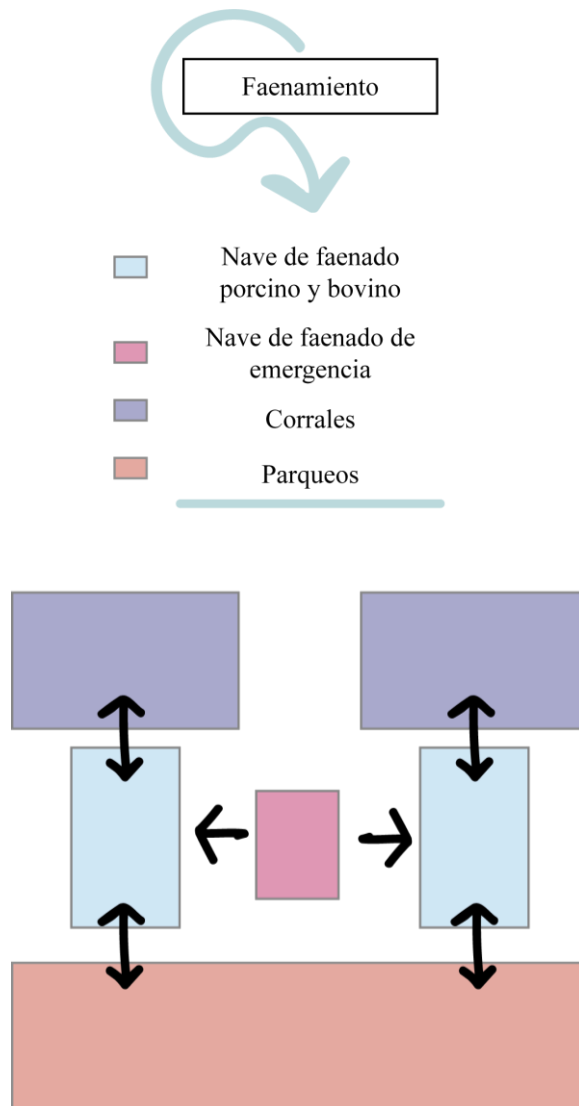 Faenamiento
Nave de faenado
porcino y bovino
Nave de faenado de
emergencia
Corrales
Parqueos